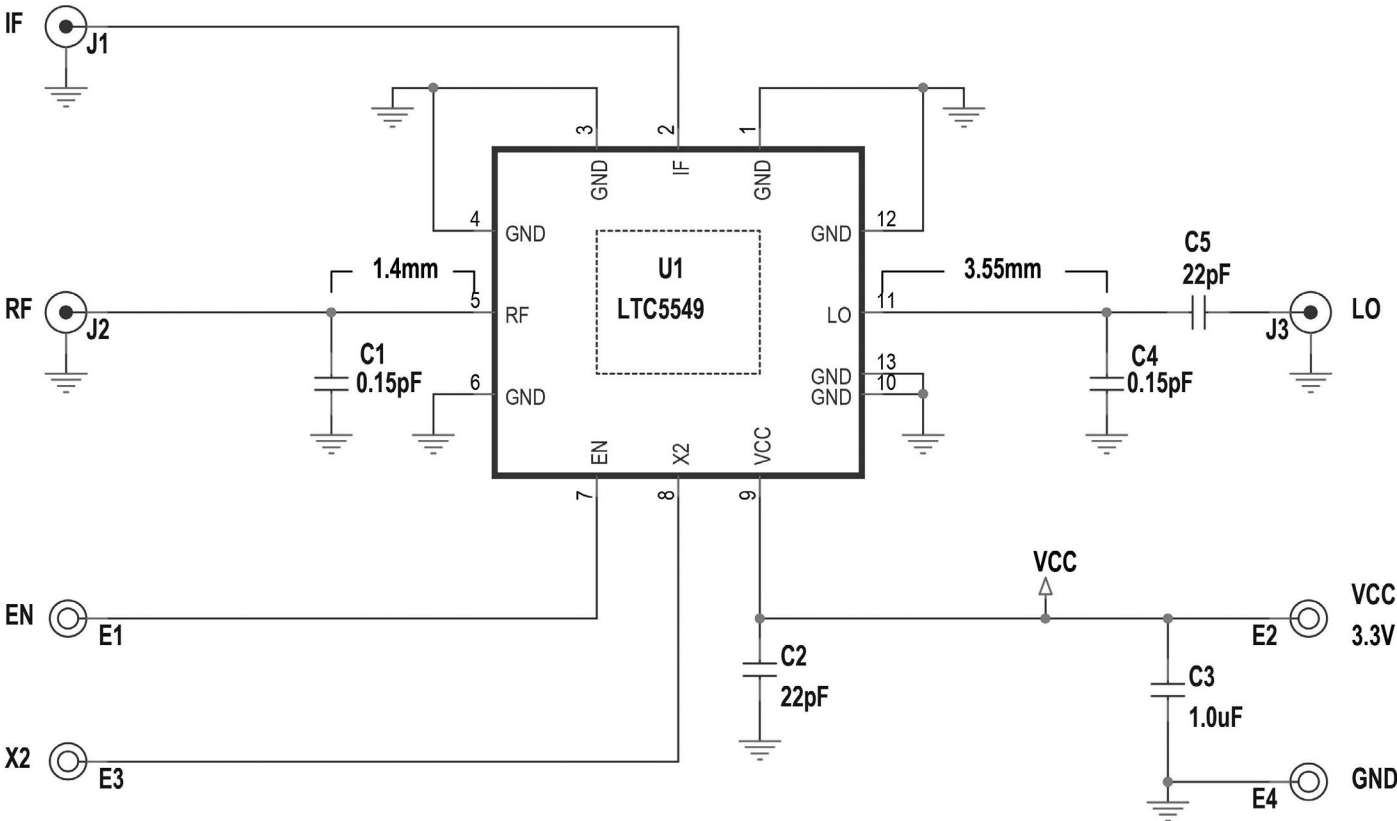 IF
J1
3
2
1
GND
IF
GND
4
GND
GND
12
1.4mm
U1
3.55mm
C5
22pF
RF
J2
5
RF
LTC5549
LO
11
J3
LO
C1
0.15pF
6
GND
GND
13
GND
10
C4
0.15pF
EN
X2
VCC
7
8
9
VCC
EN
E1
E2
VCC
3.3V
C2
22pF
C3
1.0uF
X2
E3
E4
GND